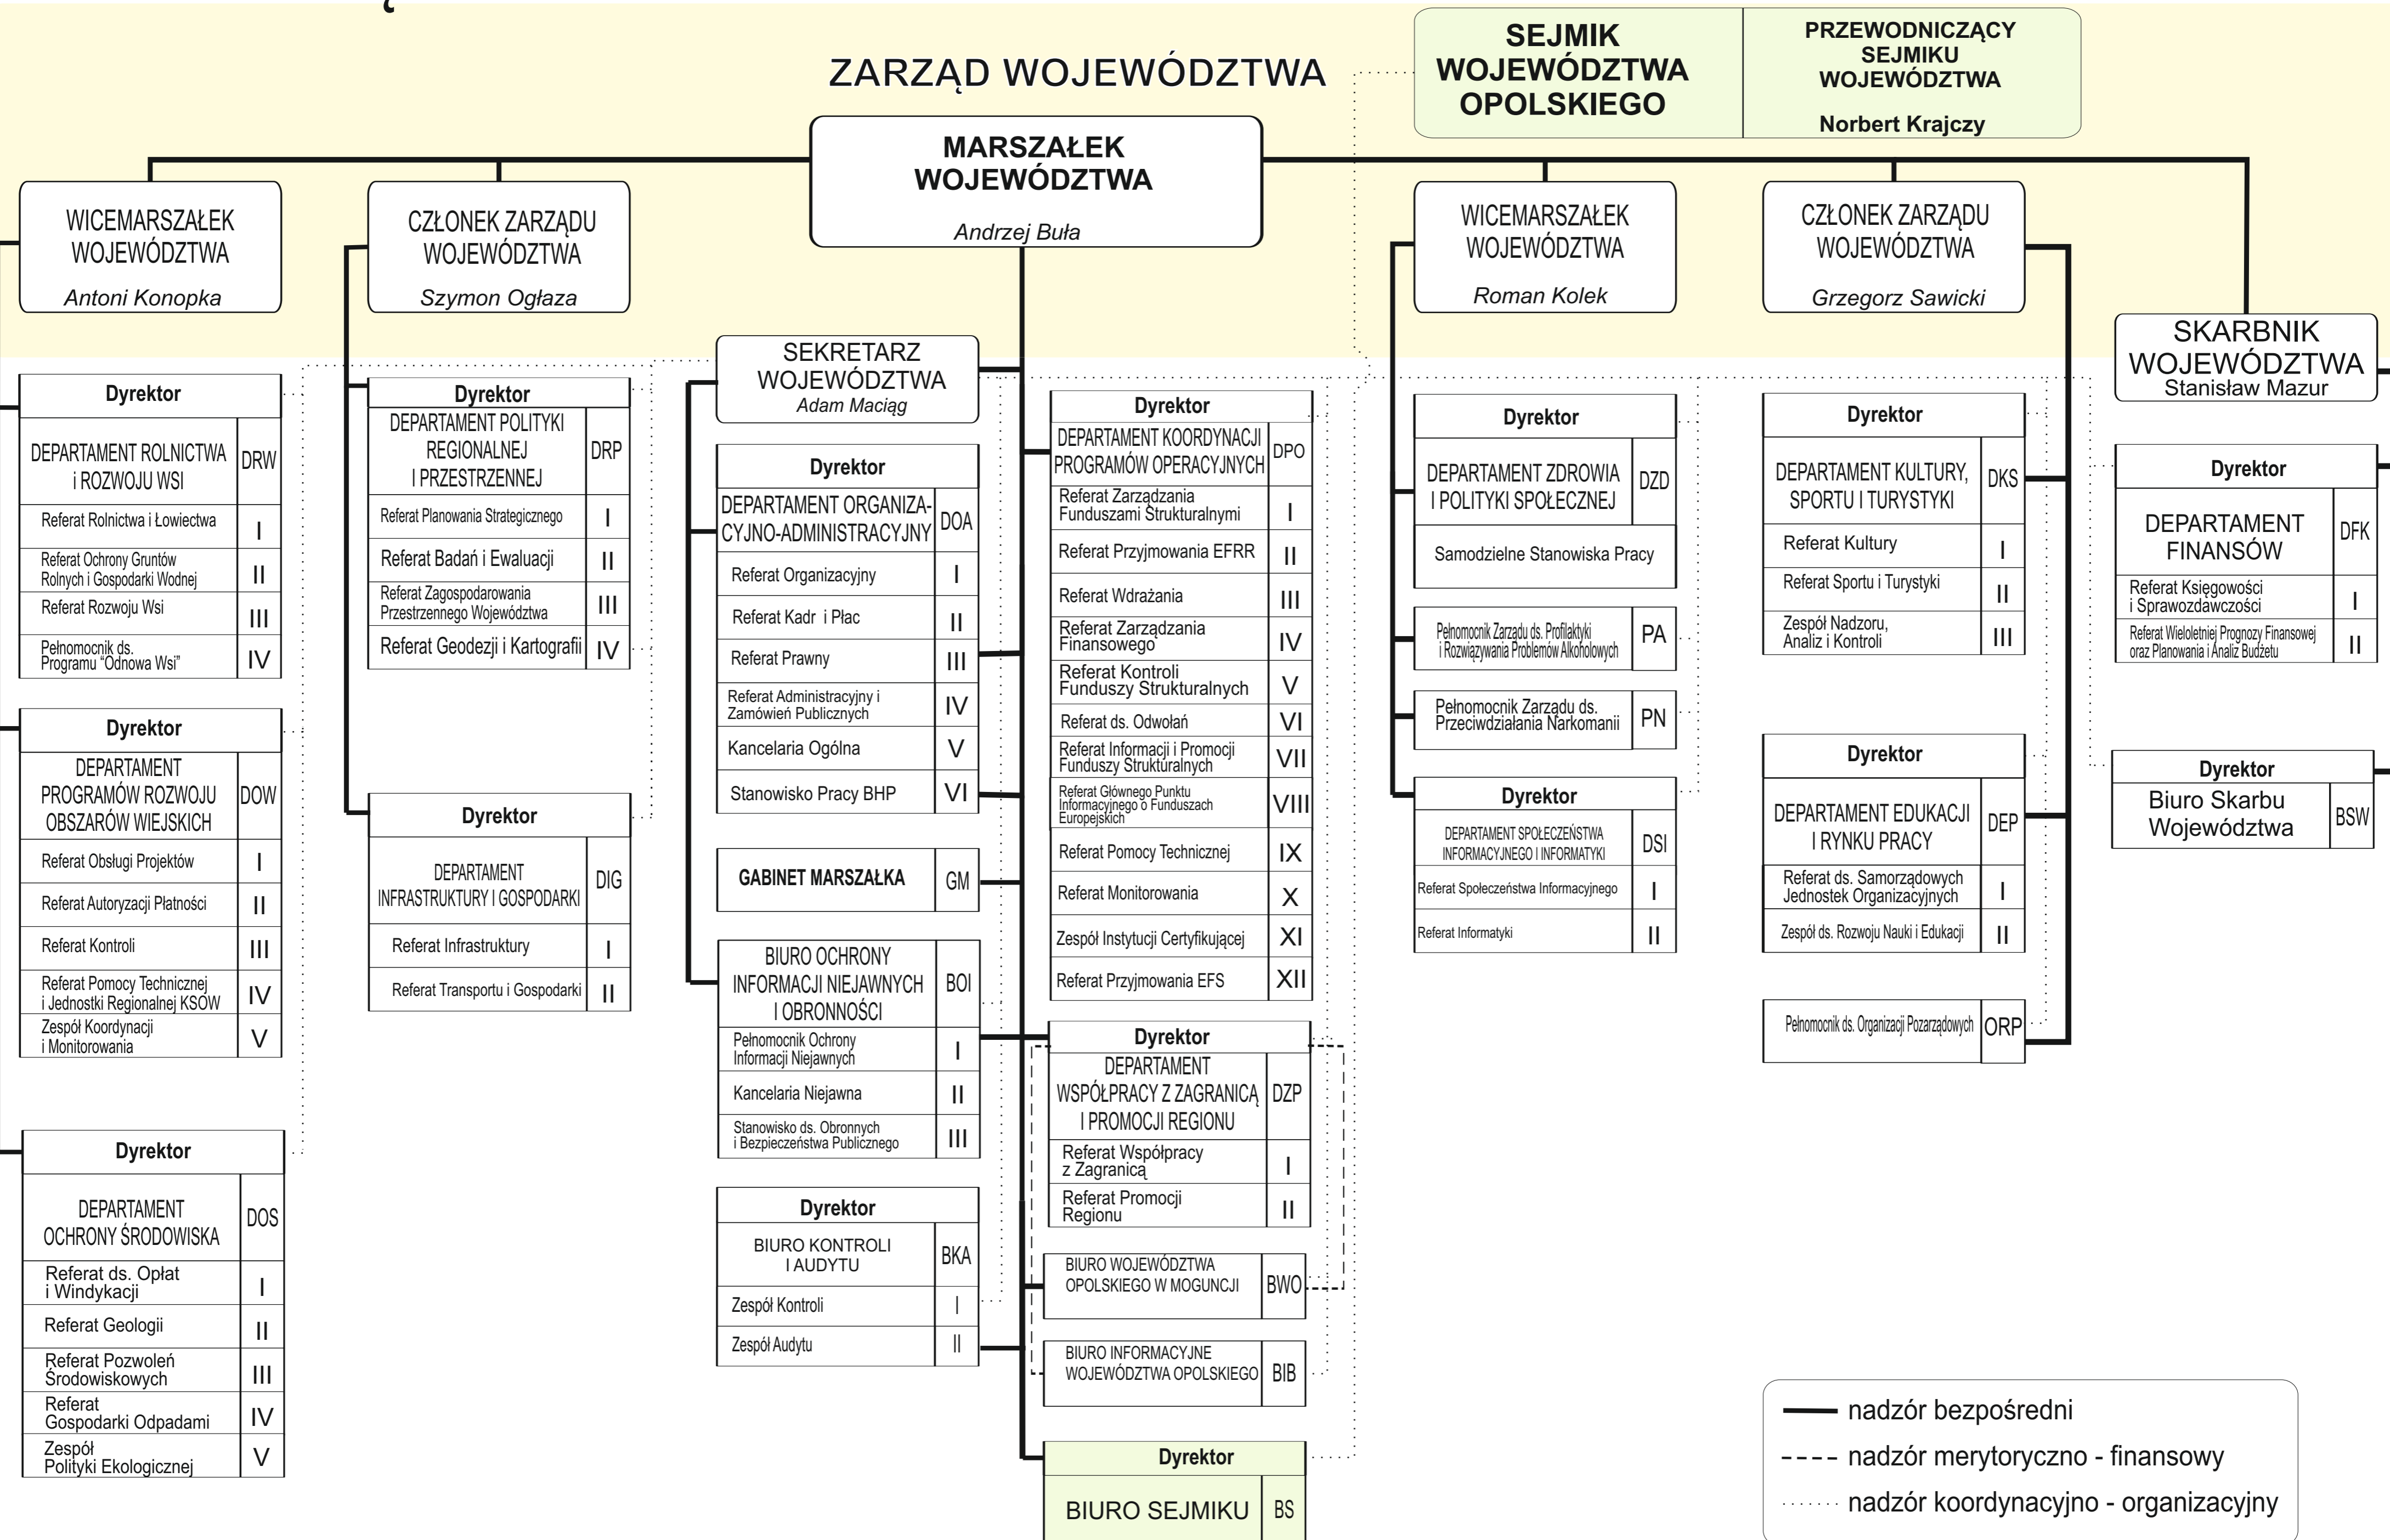 ZARZĄD WOJEWÓDZTWA
SEJMIK
WOJEWÓDZTWA
OPOLSKIEGO
PRZEWODNICZĄCY
SEJMIKU
WOJEWÓDZTWA
Norbert Krajczy
MARSZAŁEK
WOJEWÓDZTWA
Andrzej Buła
WICEMARSZAŁEK
WOJEWÓDZTWA
Antoni Konopka
CZŁONEK ZARZĄDU
WOJEWÓDZTWA
Szymon Ogłaza
WICEMARSZAŁEK
WOJEWÓDZTWA
Roman Kolek
CZŁONEK ZARZĄDU
WOJEWÓDZTWA
Grzegorz Sawicki
SKARBNIK
WOJEWÓDZTWA
Stanisław Mazur
SEKRETARZ
WOJEWÓDZTWA
Adam Maciąg
Dyrektor
DEPARTAMENT ROLNICTWA
i ROZWOJU WSI
DRW
Referat Rolnictwa i Łowiectwa
I
Referat Ochrony Gruntów
Rolnych i Gospodarki Wodnej
II
Referat Rozwoju Wsi
III
Pełnomocnik ds.
Programu "Odnowa Wsi"
IV
Dyrektor
DEPARTAMENT
PROGRAMÓW ROZWOJU
OBSZARÓW WIEJSKICH
DOW
Referat Obsługi Projektów
I
Referat Autoryzacji Płatności
II
Referat Kontroli
III
Referat Pomocy Technicznej
i Jednostki Regionalnej KSOW
IV
Zespół Koordynacji
i Monitorowania
V
Dyrektor
DEPARTAMENT
OCHRONY ŚRODOWISKA
DOS
Referat ds. Opłat
i Windykacji
I
Referat Geologii
II
Referat Pozwoleń
Środowiskowych
III
Referat
Gospodarki Odpadami
IV
Zespół
Polityki Ekologicznej
V
Dyrektor
DEPARTAMENT POLITYKI
REGIONALNEJ
I PRZESTRZENNEJ
DRP
Referat Planowania Strategicznego
I
Referat Badań i Ewaluacji
II
Referat Zagospodarowania
Przestrzennego Województwa
III
Referat Geodezji i Kartografii
IV
Dyrektor
DEPARTAMENT
INFRASTRUKTURY I GOSPODARKI
DIG
Referat Infrastruktury
I
Referat Transportu i Gospodarki
II
Dyrektor
DEPARTAMENT ORGANIZA-
CYJNO-ADMINISTRACYJNY
DOA
Referat Organizacyjny
I
Referat Kadr i Płac
II
Referat Prawny
III
Referat Administracyjny i
Zamówień Publicznych
IV
Kancelaria Ogólna
V
Stanowisko Pracy BHP
VI
GABINET MARSZAŁKA
GM
BIURO OCHRONY
INFORMACJI NIEJAWNYCH
I OBRONNOŚCI
BOI
Pełnomocnik Ochrony
Informacji Niejawnych
I
Kancelaria Niejawna
II
Stanowisko ds. Obronnych
i Bezpieczeństwa Publicznego
III
Dyrektor
BIURO KONTROLI
I AUDYTU
BKA
Zespół Kontroli
I
Zespół Audytu
II
Dyrektor
DEPARTAMENT KOORDYNACJI
PROGRAMÓW OPERACYJNYCH
DPO
Referat Zarządzania
Funduszami Strukturalnymi
I
Referat Przyjmowania EFRR
II
Referat Wdrażania
III
Referat Zarządzania
Finansowego
IV
Referat Kontroli
Funduszy Strukturalnych
V
Referat ds. Odwołań
VI
Referat Informacji i Promocji
Funduszy Strukturalnych
VII
Referat Głównego Punktu
Informacyjnego o Funduszach
Europejskich
VIII
Referat Pomocy Technicznej
IX
Referat Monitorowania
X
Zespół Instytucji Certyfikującej
XI
Referat Przyjmowania EFS
XII
Dyrektor
DEPARTAMENT
WSPÓŁPRACY Z ZAGRANICĄ
I PROMOCJI REGIONU
DZP
Referat Współpracy
z Zagranicą
I
Referat Promocji
Regionu
II
BIURO WOJEWÓDZTWA
OPOLSKIEGO W MOGUNCJI
BWO
BIURO INFORMACYJNE
WOJEWÓDZTWA OPOLSKIEGO
BIB
Dyrektor
BIURO SEJMIKU
BS
Dyrektor
DEPARTAMENT ZDROWIA
I POLITYKI SPOŁECZNEJ
DZD
Samodzielne Stanowiska Pracy
Pełnomocnik Zarządu ds. Profilaktyki
i Rozwiązywania Problemów Alkoholowych
PA
Pełnomocnik Zarządu ds.
Przeciwdziałania Narkomanii
PN
Dyrektor
DEPARTAMENT SPOŁECZEŃSTWA
INFORMACYJNEGO I INFORMATYKI
DSI
Referat Społeczeństwa Informacyjnego
I
Referat Informatyki
II
Dyrektor
DEPARTAMENT KULTURY,
SPORTU I TURYSTYKI
DKS
Referat Kultury
I
Referat Sportu i Turystyki
II
Zespół Nadzoru,
Analiz i Kontroli
III
Dyrektor
DEPARTAMENT EDUKACJI
I RYNKU PRACY
DEP
Referat ds. Samorządowych
Jednostek Organizacyjnych
I
Zespół ds. Rozwoju Nauki i Edukacji
II
Pełnomocnik ds. Organizacji Pozarządowych
ORP
Dyrektor
DEPARTAMENT
FINANSÓW
DFK
Referat Księgowości
i Sprawozdawczości
I
Referat Wieloletniej Prognozy Finansowej
oraz Planowania i Analiz Budżetu
II
Dyrektor
Biuro Skarbu
Województwa
BSW
nadzór bezpośredni
nadzór merytoryczno - finansowy
nadzór koordynacyjno - organizacyjny